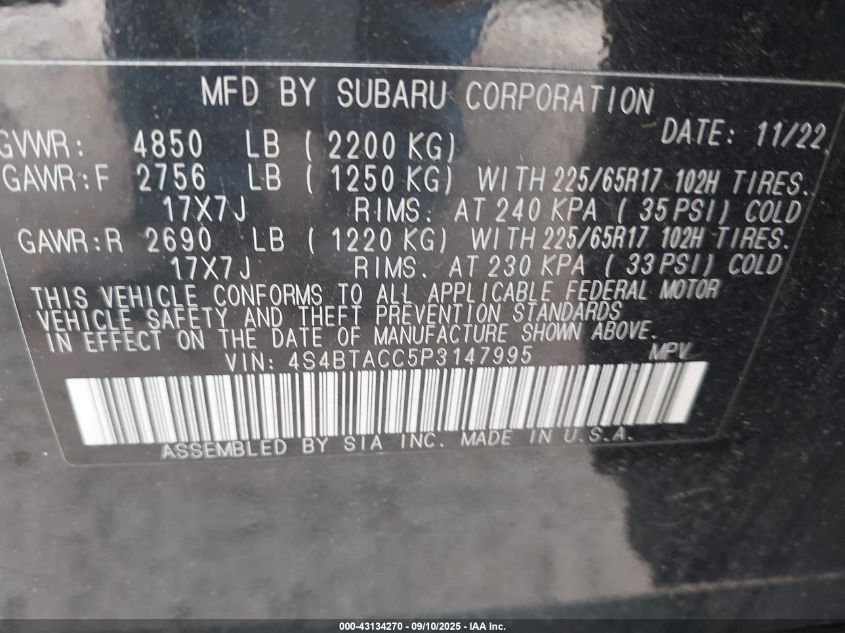 MFD BY SUBARU CORPORATION
DATE: 11/22
GVWR: 4850 LB ( 2200 KG)
GAWR:F 2756 LB ( 1250 KG) WITH 225/65R17 102H TIRES.
17X7J RIMS. AT 240 KPA ( 35 PSI) COLD
GAWR:R 2690 LB ( 1220 KG) WITH 225/65R17 102H TIRES.
17X7J RIMS. AT 230 KPA ( 33 PSI) COLD
THIS VEHICLE CONFORMS TO ALL APPLICABLE FEDERAL MOTOR
VEHICLE SAFETY AND THEFT PREVENTION STANDARDS
IN EFFECT ON THE DATE OF MANUFACTURE SHOWN ABOVE.
VIN: 4S4BTACC5P3147995 MPV
ASSEMBLED BY SIA INC. MADE IN U.S.A.
000-43134270 - 09/10/2025 - IAA Inc.